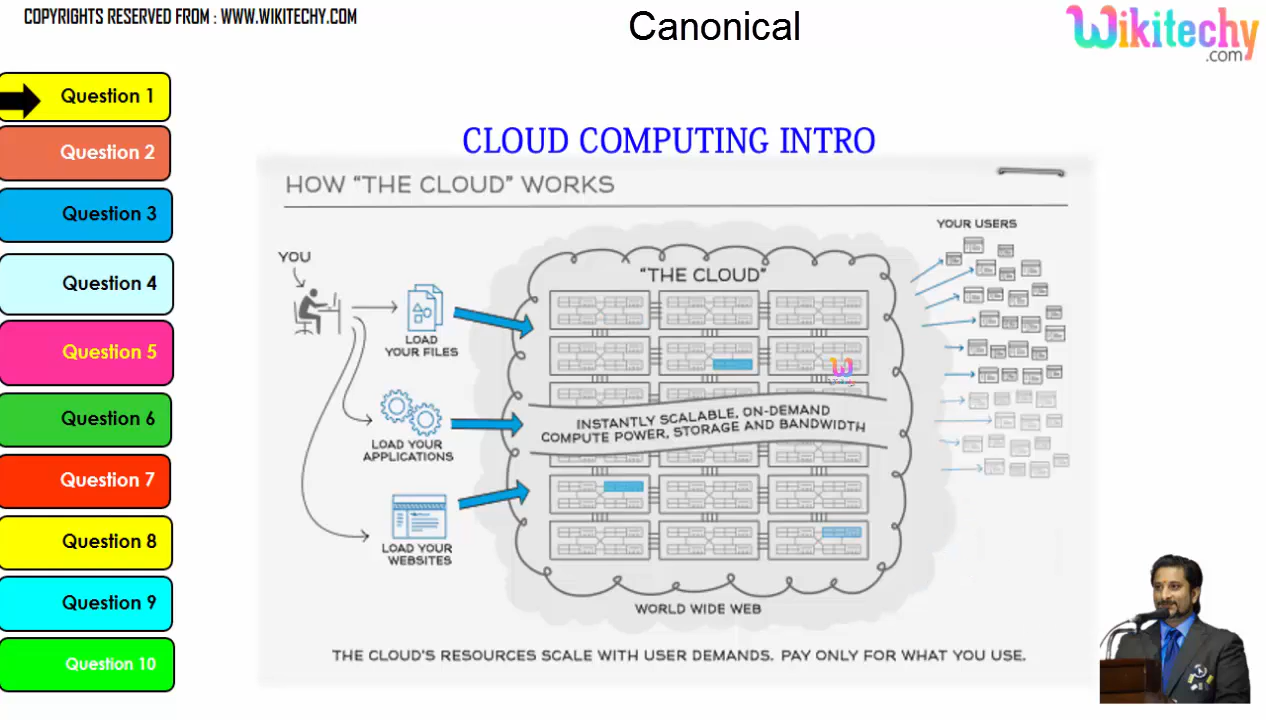 COPYRIGHTS RESERVED FROM : WWW.WIKITECHY.COM
Canonical
Wikitechy
.com
Question 1
Question 2
Question 3
Question 4
Question 5
Question 6
Question 7
Question 8
Question 9
Question 10
CLOUD COMPUTING INTRO
HOW "THE CLOUD" WORKS
YOU
LOAD
YOUR FILES
LOAD YOUR
APPLICATIONS
LOAD YOUR
WEBSITES
"THE CLOUD"
INSTANTLY SCALABLE, ON-DEMAND
COMPUTE POWER, STORAGE AND BANDWIDTH
WORLD WIDE WEB
YOUR USERS
THE CLOUD'S RESOURCES SCALE WITH USER DEMANDS. PAY ONLY FOR WHAT YOU USE.